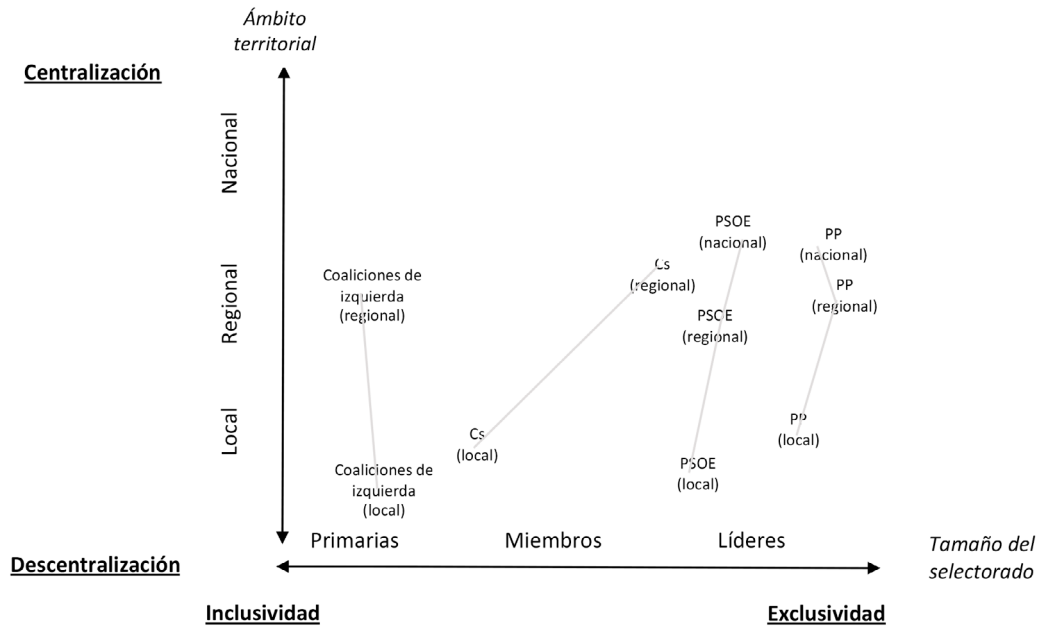 Ámbito
territorial
Centralización
Nacional
Regional
Local
PSOE
(nacional)
PP
(nacional)
Cs
(regional)
Coaliciones de
izquierda
(regional)
PP
(regional)
PSOE
(regional)
PP
(local)
Cs
(local)
PSOE
(local)
Coaliciones de
izquierda
(local)
Primarias
Miembros
Líderes
Descentralización
Tamaño del
selectorado
Inclusividad
Exclusividad